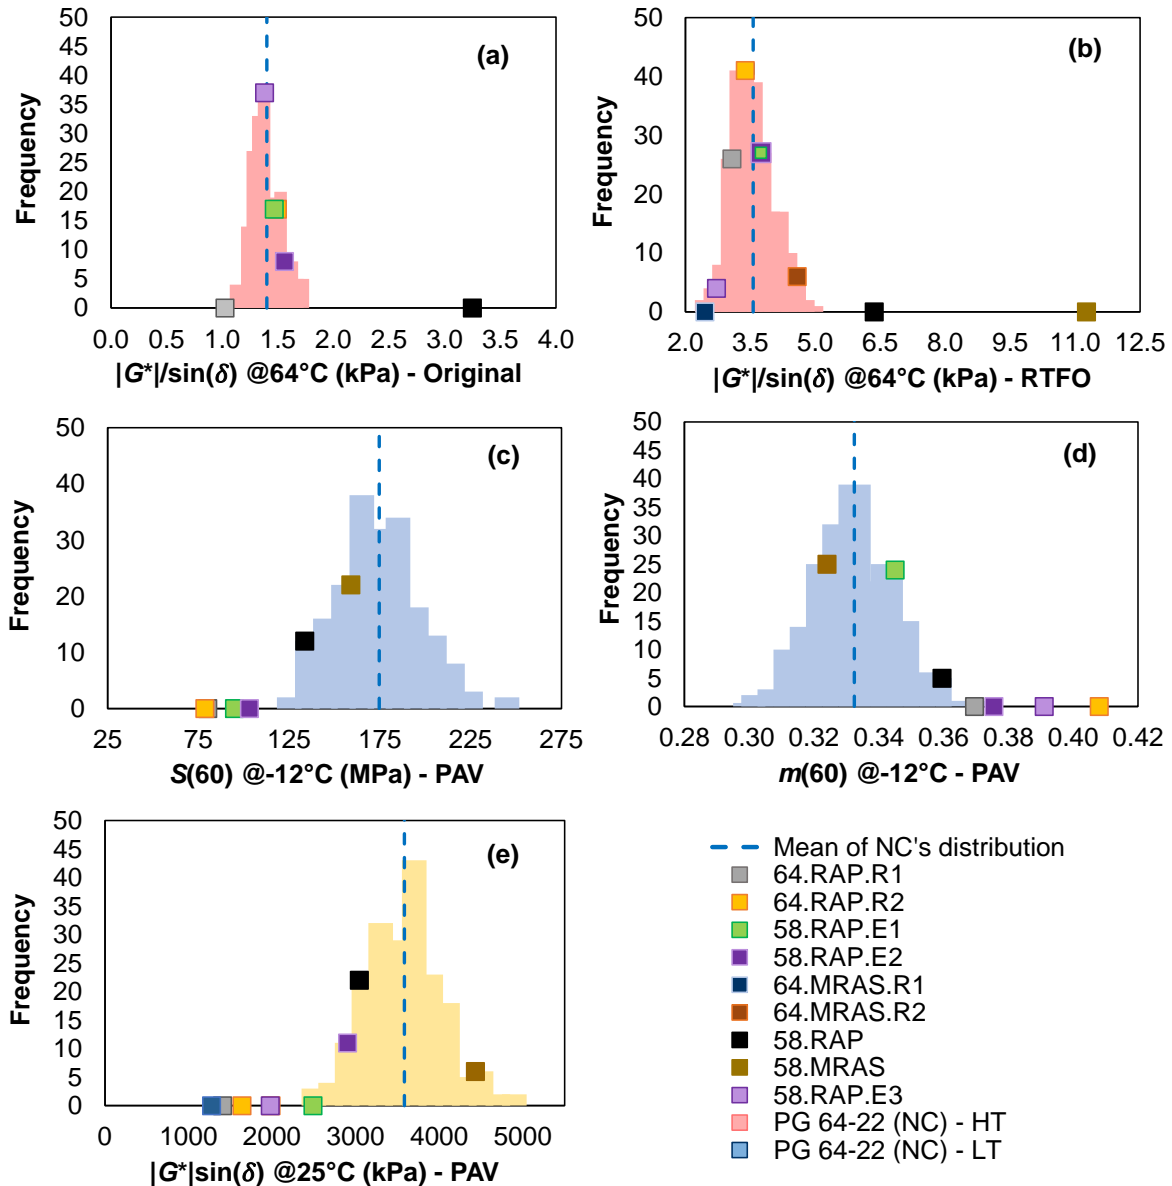 (a)
Frequency
50
45
40
35
30
25
20
15
10
5
0
0.0 0.5 1.0 1.5 2.0 2.5 3.0 3.5 4.0
|G*|/sin(δ) @64°C (kPa) - Original
(b)
Frequency
50
40
30
20
10
0
2.0 3.5 5.0 6.5 8.0 9.5 11.0 12.5
|G*|/sin(δ) @64°C (kPa) - RTFO
(c)
Frequency
50
40
30
20
10
0
25 75 125 175 225 275
S(60) @-12°C (MPa) - PAV
(d)
Frequency
50
45
40
35
30
25
20
15
10
5
0
0.28 0.30 0.32 0.34 0.36 0.38 0.40 0.42
m(60) @-12°C - PAV
(e)
Frequency
50
45
40
35
30
25
20
15
10
5
0
0 1000 2000 3000 4000 5000
|G*|sin(δ) @25°C (kPa) - PAV
Mean of NC's distribution
64.RAP.R1
64.RAP.R2
58.RAP.E1
58.RAP.E2
64.MRAS.R1
64.MRAS.R2
58.RAP
58.MRAS
58.RAP.E3
PG 64-22 (NC) - HT
PG 64-22 (NC) - LT